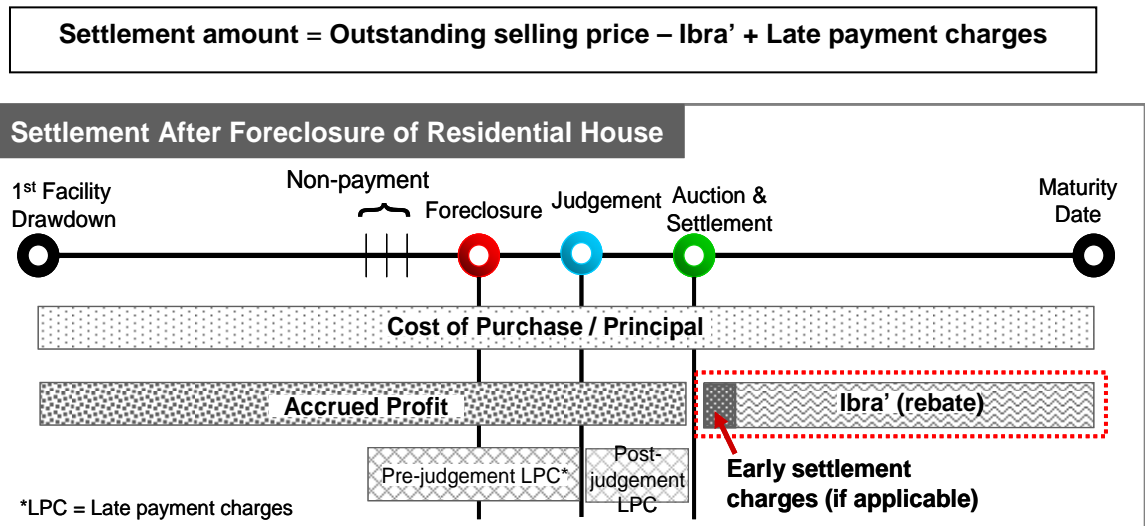 Settlement amount = Outstanding selling price – Ibra’ + Late payment charges
Settlement After Foreclosure of Residential House
1st Facility
Drawdown
Non-payment
Foreclosure
Judgement
Auction &
Settlement
Maturity
Date
Cost of Purchase / Principal
Accrued Profit
Ibra’ (rebate)
Pre-judgement LPC*
Post-
judgement
LPC
Early settlement
charges (if applicable)
*LPC = Late payment charges